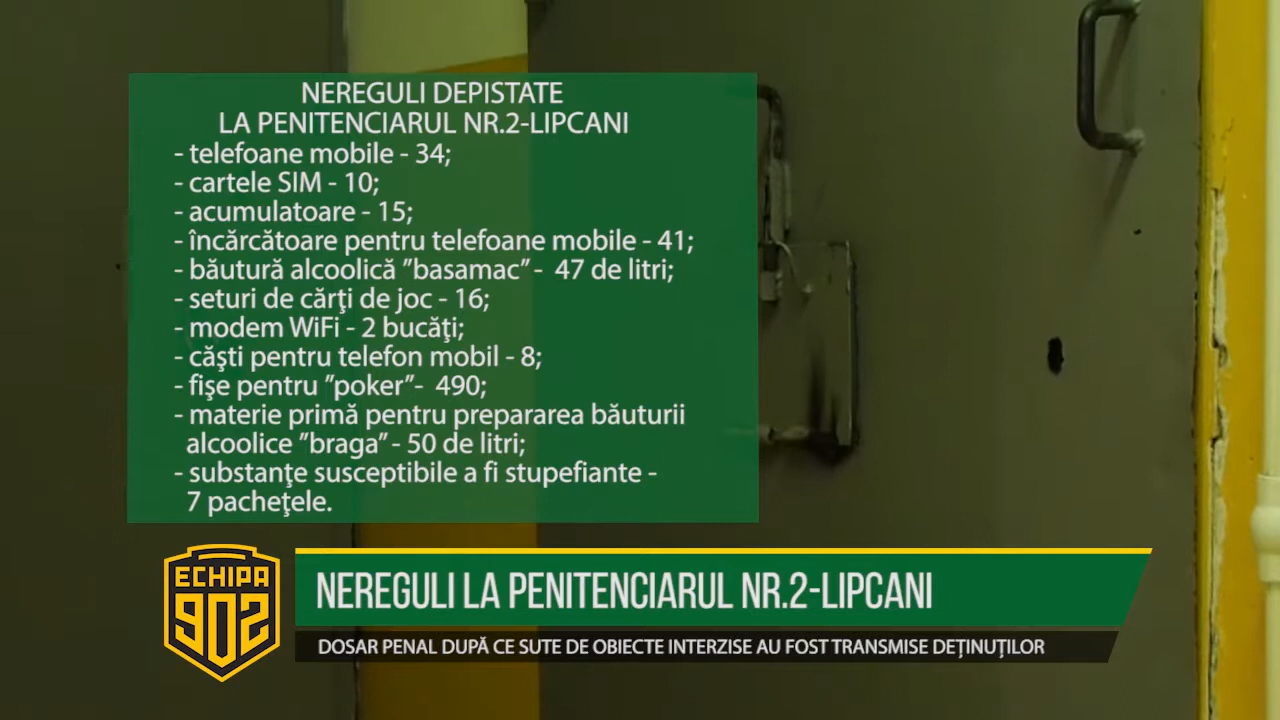 NEREGULI DEPISTATE
LA PENITENCIARUL NR.2-LIPCANI
- telefoane mobile - 34;
- cartele SIM - 10;
- acumulatoare - 15;
- încărcătoare pentru telefoane mobile - 41;
- băutură alcoolică ”basamac” - 47 de litri;
- seturi de cărţi de joc - 16;
- modem WiFi - 2 bucăţi;
- căşti pentru telefon mobil - 8;
- fişe pentru ”poker”- 490;
- materie primă pentru prepararea băuturii
alcoolice ”braga” - 50 de litri;
- substanţe susceptibile a fi stupefiante -
7 pacheţele.
ECHIPA
902
NEREGULI LA PENITENCIARUL NR.2-LIPCANI
DOSAR PENAL DUPĂ CE SUTE DE OBIECTE INTERZISE AU FOST TRANSMISE DEŢINUŢILOR